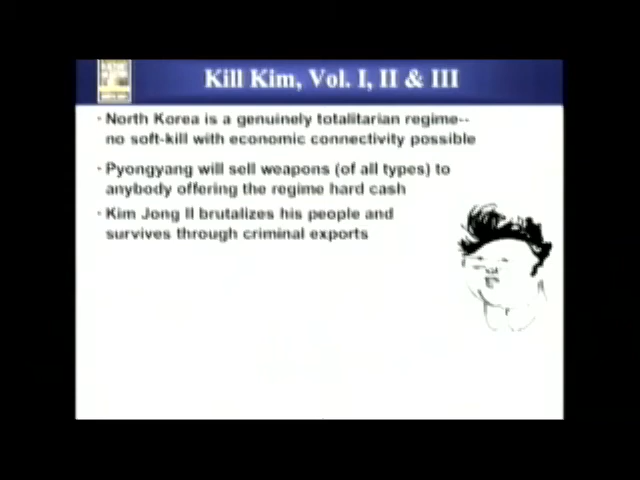 Kill Kim, Vol. I, II & III
· North Korea is a genuinely totalitarian regime--
no soft-kill with economic connectivity possible
· Pyongyang will sell weapons (of all types) to
anybody offering the regime hard cash
· Kim Jong Il brutalizes his people and
survives through criminal exports